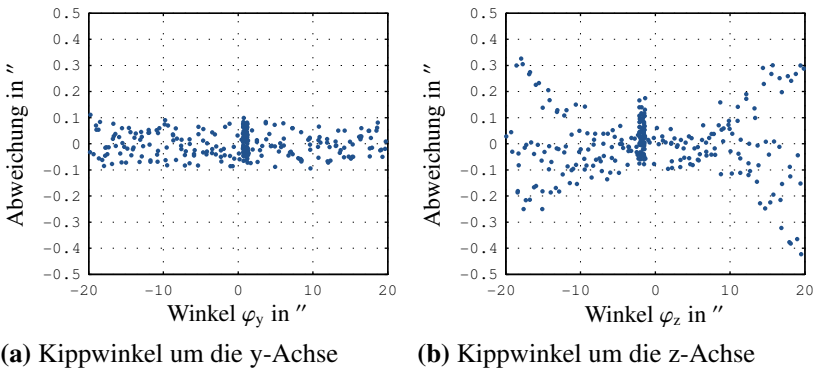 0.5
0.4
0.3
0.2
0.1
0
-0.1
-0.2
-0.3
-0.4
-0.5
Abweichung in ″
-20 -10 0 10 20
Winkel φy in ″
(a) Kippwinkel um die y-Achse
0.5
0.4
0.3
0.2
0.1
0
-0.1
-0.2
-0.3
-0.4
-0.5
Abweichung in ″
-20 -10 0 10 20
Winkel φz in ″
(b) Kippwinkel um die z-Achse